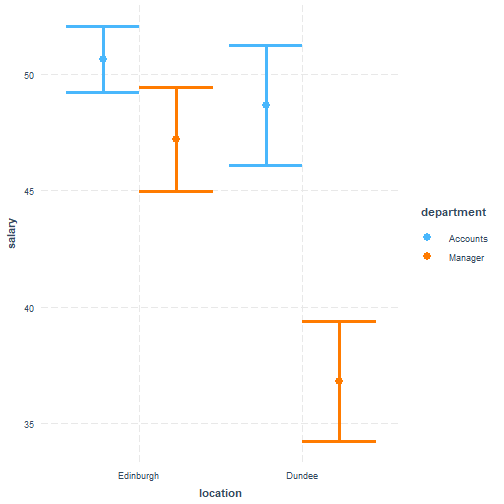 50
45
40
35
salary
Edinburgh
Dundee
location
department
Accounts
Manager